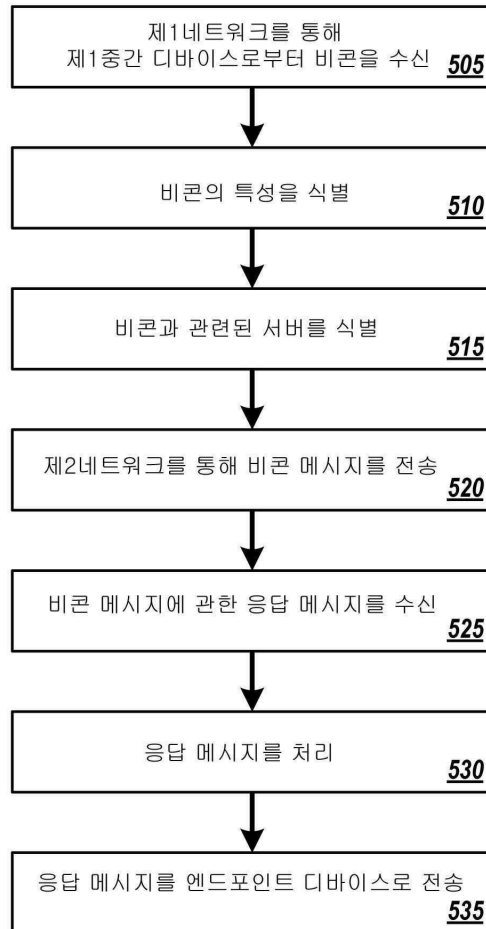 제1네트워크를 통해
제1중간 디바이스로부터 비콘을 수신
505
비콘의 특성을 식별
510
비콘과 관련된 서버를 식별
515
제2네트워크를 통해 비콘 메시지를 전송
520
비콘 메시지에 관한 응답 메시지를 수신
525
응답 메시지를 처리
530
응답 메시지를 엔드포인트 디바이스로 전송
535